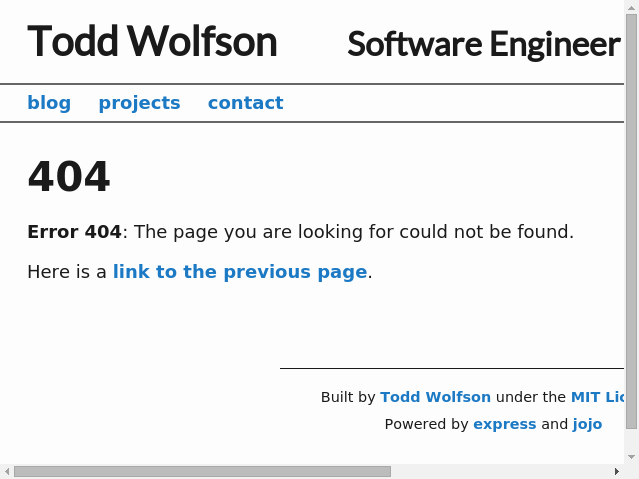 Todd Wolfson Software Engineer
blog projects contact
404
Error 404: The page you are looking for could not be found.
Here is a link to the previous page.
Built by Todd Wolfson under the MIT
Powered by express and jojo